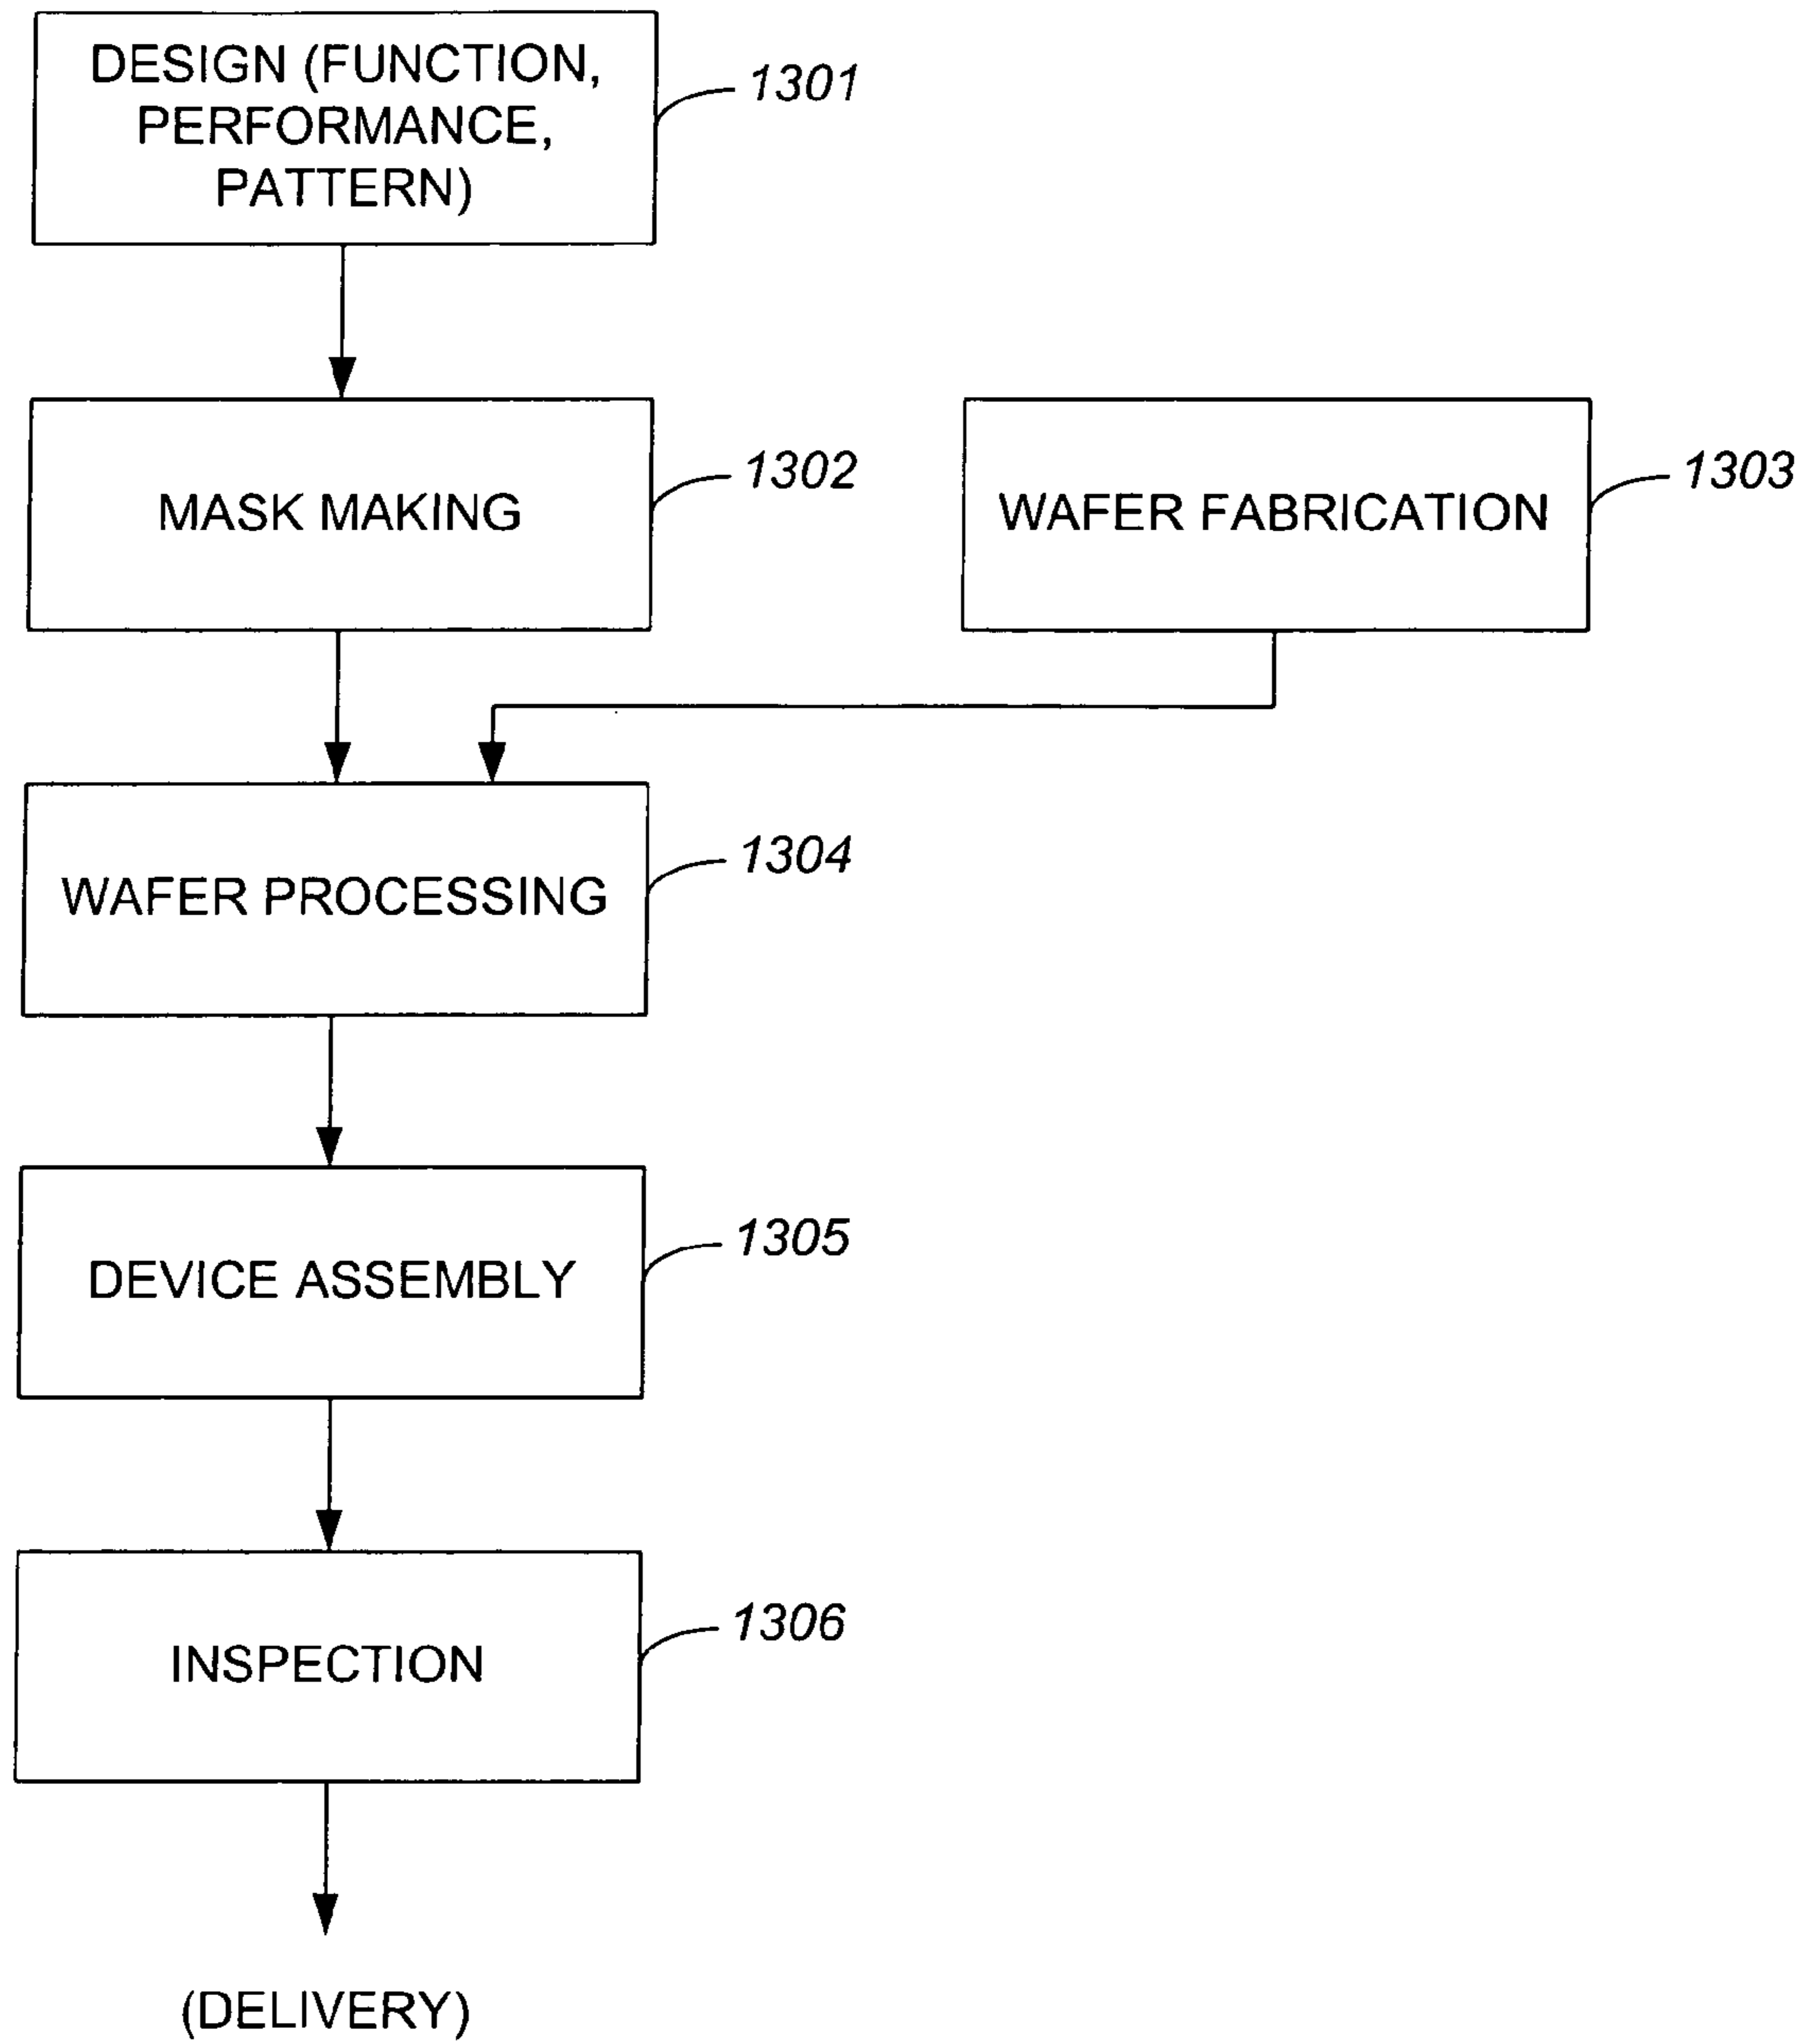 DESIGN (FUNCTION,
PERFORMANCE,
PATTERN)
1301
MASK MAKING
1302
WAFER FABRICATION
1303
WAFER PROCESSING
1304
DEVICE ASSEMBLY
1305
INSPECTION
1306
(DELIVERY)